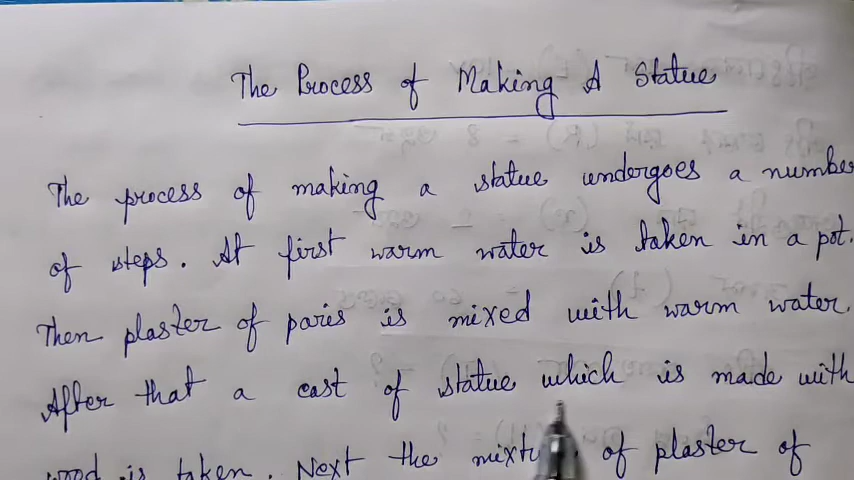 The Process of Making A Statue
The process of making a statue undergoes a number
of steps. At first warm water is taken in a pot.
Then plaster of paris is mixed with warm water.
After that a cast of statue which is made with
wood is taken. Next the of plaster of